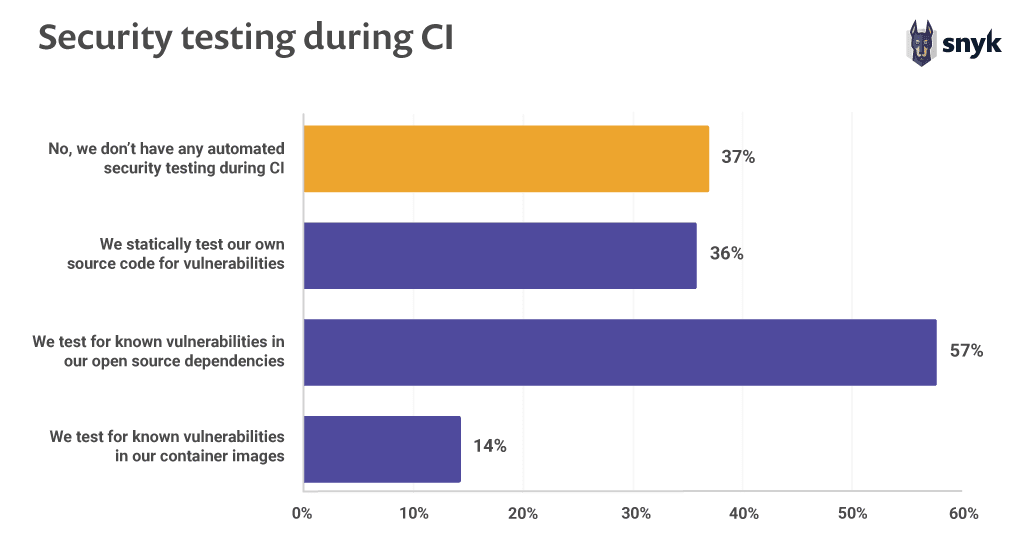 Security testing during CI
snyk
No, we don’t have any automated
security testing during CI
37%
We statically test our own
source code for vulnerabilities
36%
We test for known vulnerabilities in
our open source dependencies
57%
We test for known vulnerabilities
in our container images
14%
0% 10% 20% 30% 40% 50% 60%